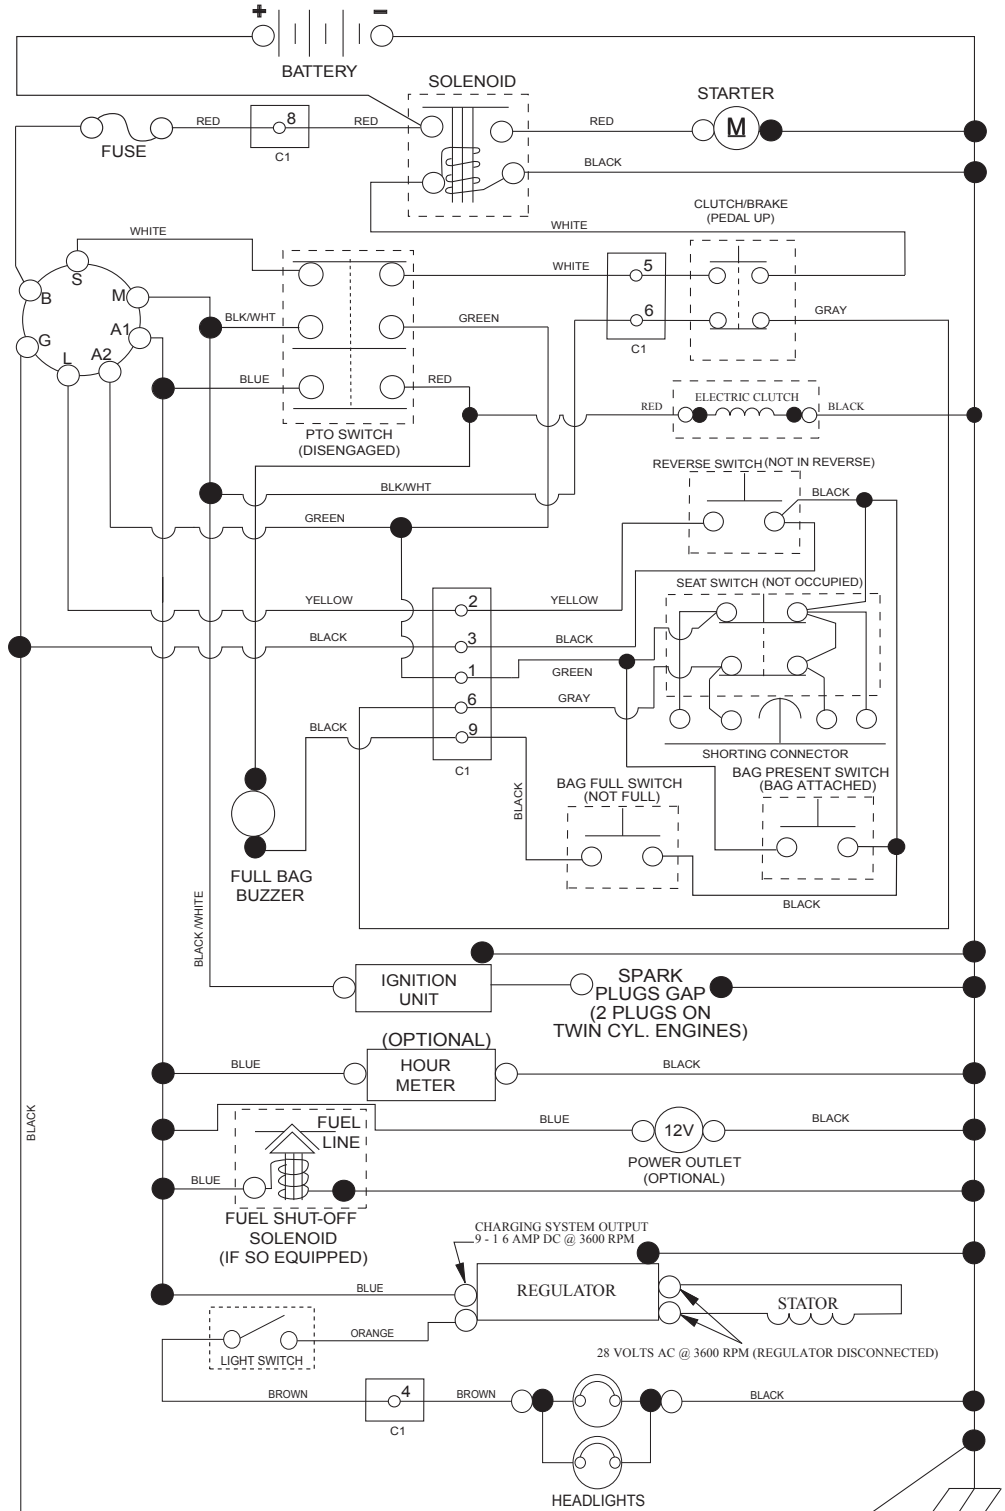 + -
BATTERY
SOLENOID
STARTER
RED
8
RED
RED
M
FUSE
C1
BLACK
CLUTCH/BRAKE
(PEDAL UP)
WHITE
WHITE
S
WHITE
5
B
M
BLK/WHT
GREEN
6
GRAY
A1
G
C1
L
A2
BLUE
RED
ELECTRIC CLUTCH
RED
BLACK
PTO SWITCH
(DISENGAGED)
REVERSE SWITCH (NOT IN REVERSE)
BLK/WHT
BLACK
GREEN
SEAT SWITCH (NOT OCCUPIED)
YELLOW
2
YELLOW
BLACK
3
BLACK
1
GREEN
6
GRAY
BLACK
9
SHORTING CONNECTOR
C1
BAG PRESENT SWITCH
(BAG ATTACHED)
BAG FULL SWITCH
(NOT FULL)
BLACK
FULL BAG
BUZZER
BLACK
BLACK /WHITE
IGNITION
UNIT
SPARK
PLUGS GAP
(2 PLUGS ON
TWIN CYL. ENGINES)
(OPTIONAL)
BLUE
HOUR
METER
BLACK
BLACK
FUEL
LINE
BLUE
12V
BLACK
POWER OUTLET
(OPTIONAL)
BLUE
FUEL SHUT-OFF
SOLENOID
(IF SO EQUIPPED)
CHARGING SYSTEM OUTPUT
9 - 1 6 AMP DC @ 3600 RPM
BLUE
REGULATOR
STATOR
ORANGE
LIGHT SWITCH
28 VOLTS AC @ 3600 RPM (REGULATOR DISCONNECTED)
BROWN
4
BROWN
BLACK
C1
HEADLIGHTS